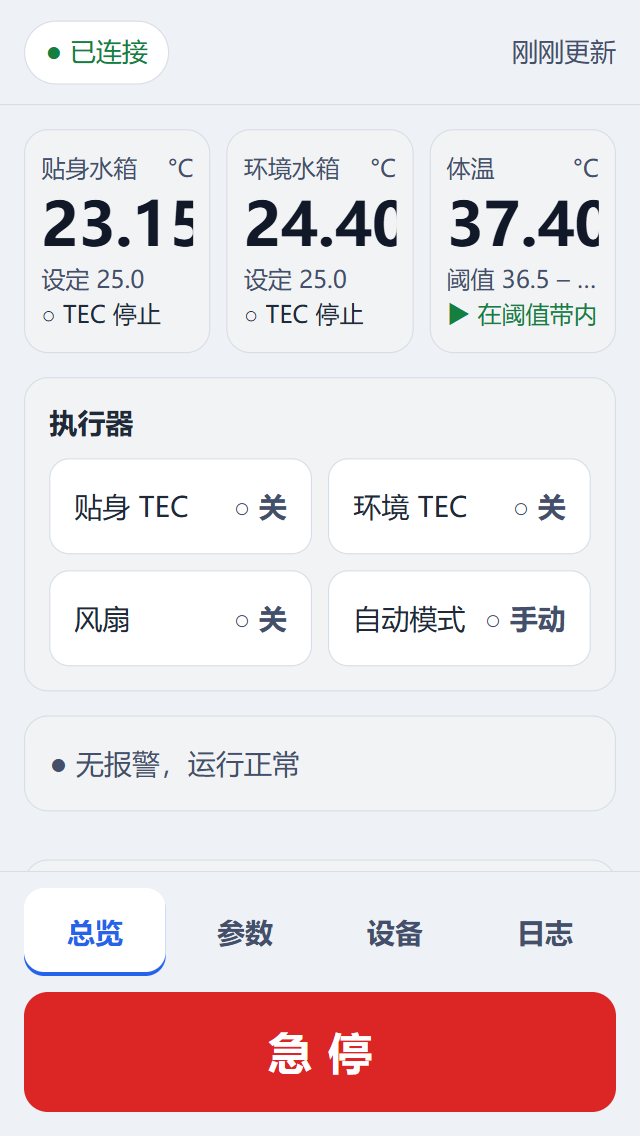 ● 已连接
刚刚更新
贴身水箱 °C
23.15
设定 25.0
○ TEC 停止
环境水箱 °C
24.40
设定 25.0
○ TEC 停止
体温 °C
37.40
阈值 36.5 – ...
▶ 在阈值带内
执行器
贴身 TEC ○ 关
环境 TEC ○ 关
风扇 ○ 关
自动模式 ○ 手动
● 无报警，运行正常
总览
参数
设备
日志
急 停